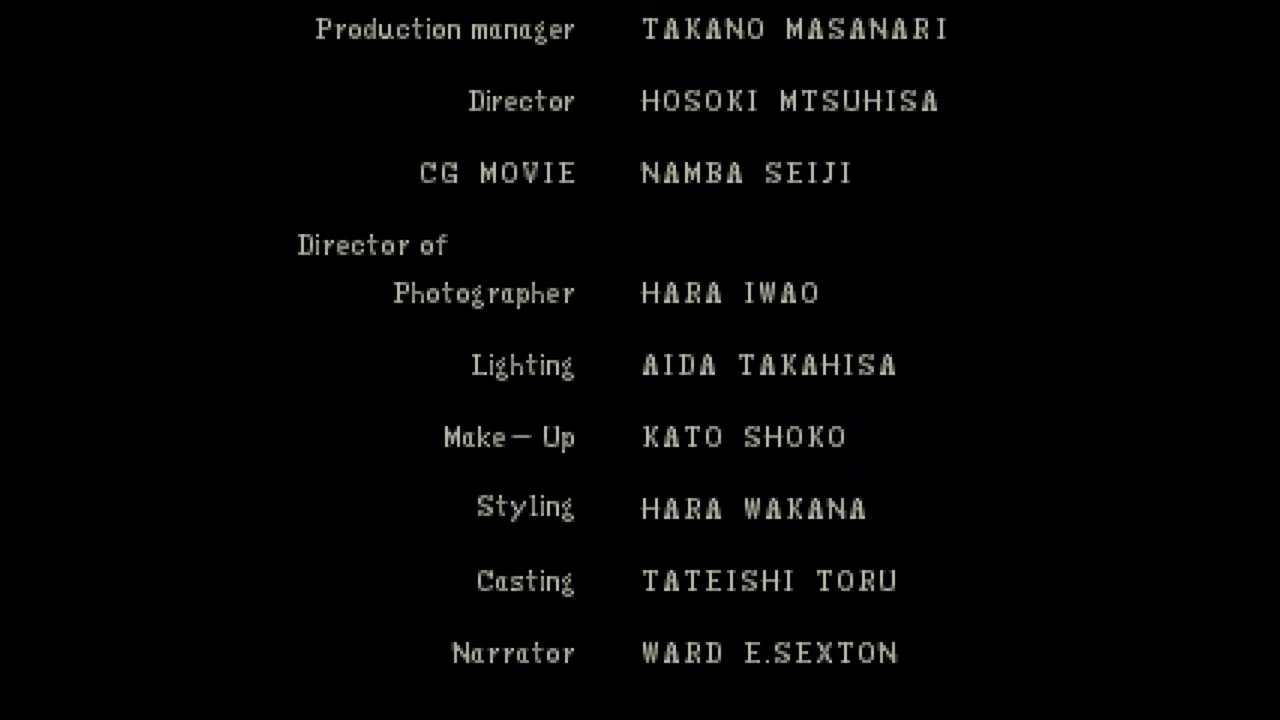 Production manager TAKANO MASANARI
Director HOSOKI MTSUHISA
CG MOVIE NAMBA SEIJI
Director of
Photographer HARA IWAO
Lighting AIDA TAKAHISA
Make— Up KATO SHOKO
Styling HARA WAKANA
Casting TATEISHI TORU
Narrator WARD E.SEXTON